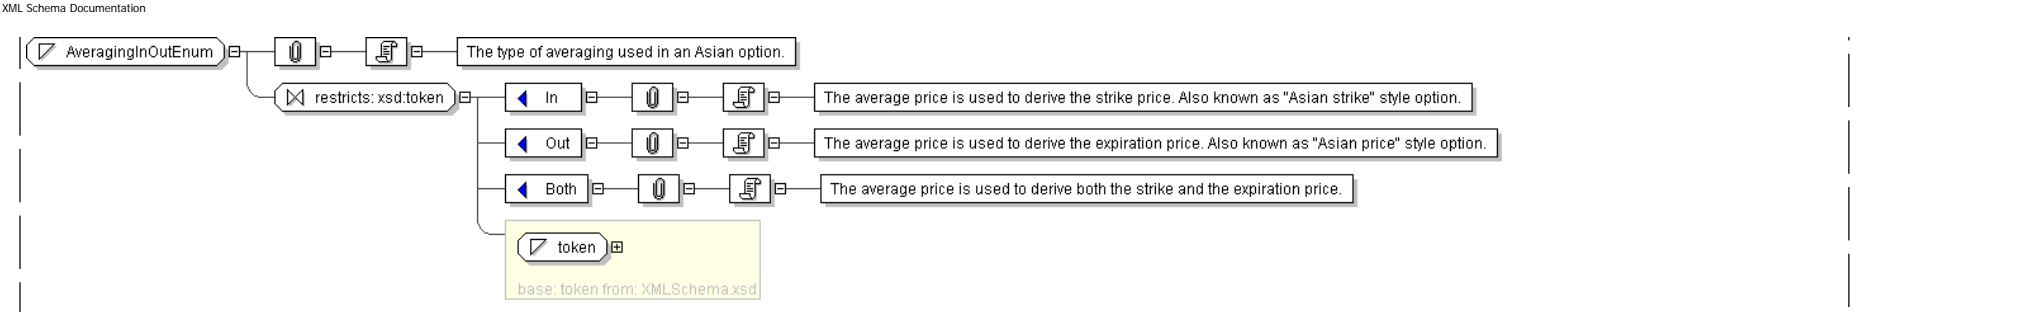 XML Schema Documentation
AveragingInOutEnum
The type of averaging used in an Asian option.
restricts: xsd:token
In
The average price is used to derive the strike price. Also known as "Asian strike" style option.
Out
The average price is used to derive the expiration price. Also known as "Asian price" style option.
Both
The average price is used to derive both the strike and the expiration price.
token
base: token from: XMLSchema.xsd